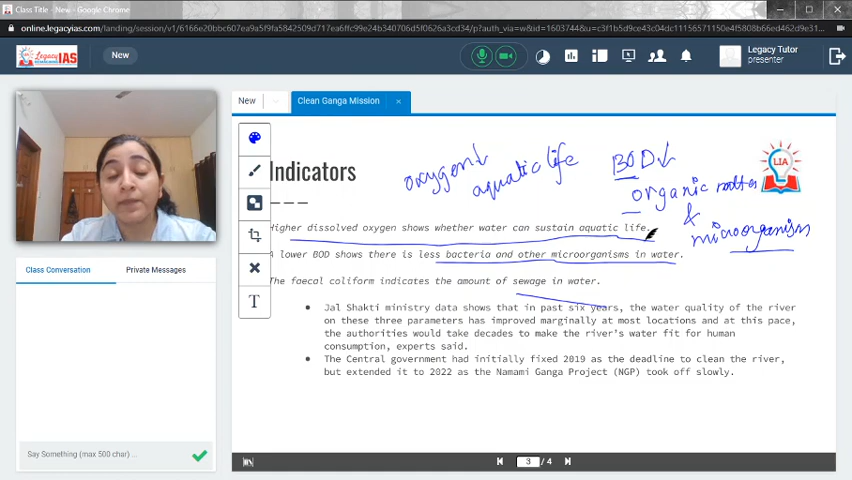 Class Title - Eleve - Google Chrome
online.legacyias.com/landing/session/v1/6166e20bbc607ea9a5f9fa5842509d717ea6ffc99e24b340706d5f0626a3cd34/p?auth_via=w&id=1603744&u=c3f1b5d9ce43c04dc11156571150ef5808b66ed462d9e31...
Legacy IAS
New
Legacy Tutor
presenter
New
Clean Ganga Mission
Indicators
oxygen↓
aquatic life
BOD↓
organic matter
&
microorganism
LIA
Higher dissolved oxygen shows whether water can sustain aquatic life.
A lower BOD shows there is less bacteria and other microorganisms in water.
The faecal coliform indicates the amount of sewage in water.
● Jal Shakti ministry data shows that in past six years, the water quality of the river
on these three parameters has improved marginally at most locations and at this pace,
the authorities would take decades to make the river's water fit for human
consumption, experts said.
● The Central government had initially fixed 2019 as the deadline to clean the river,
but extended it to 2022 as the Namami Ganga Project (NGP) took off slowly.
Class Conversation
Private Messages
Say Something (max 500 char)
3 / 4